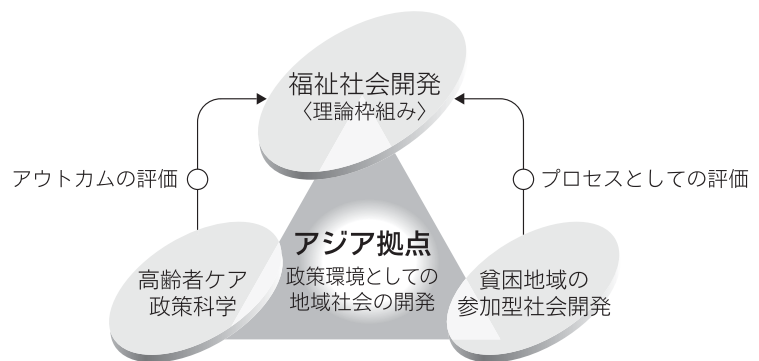 福祉社会開発
〈理論枠組み〉
アウトカムの評価
プロセスとしての評価
アジア拠点
政策環境としての
地域社会の開発
高齢者ケア
政策科学
貧困地域の
参加型社会開発